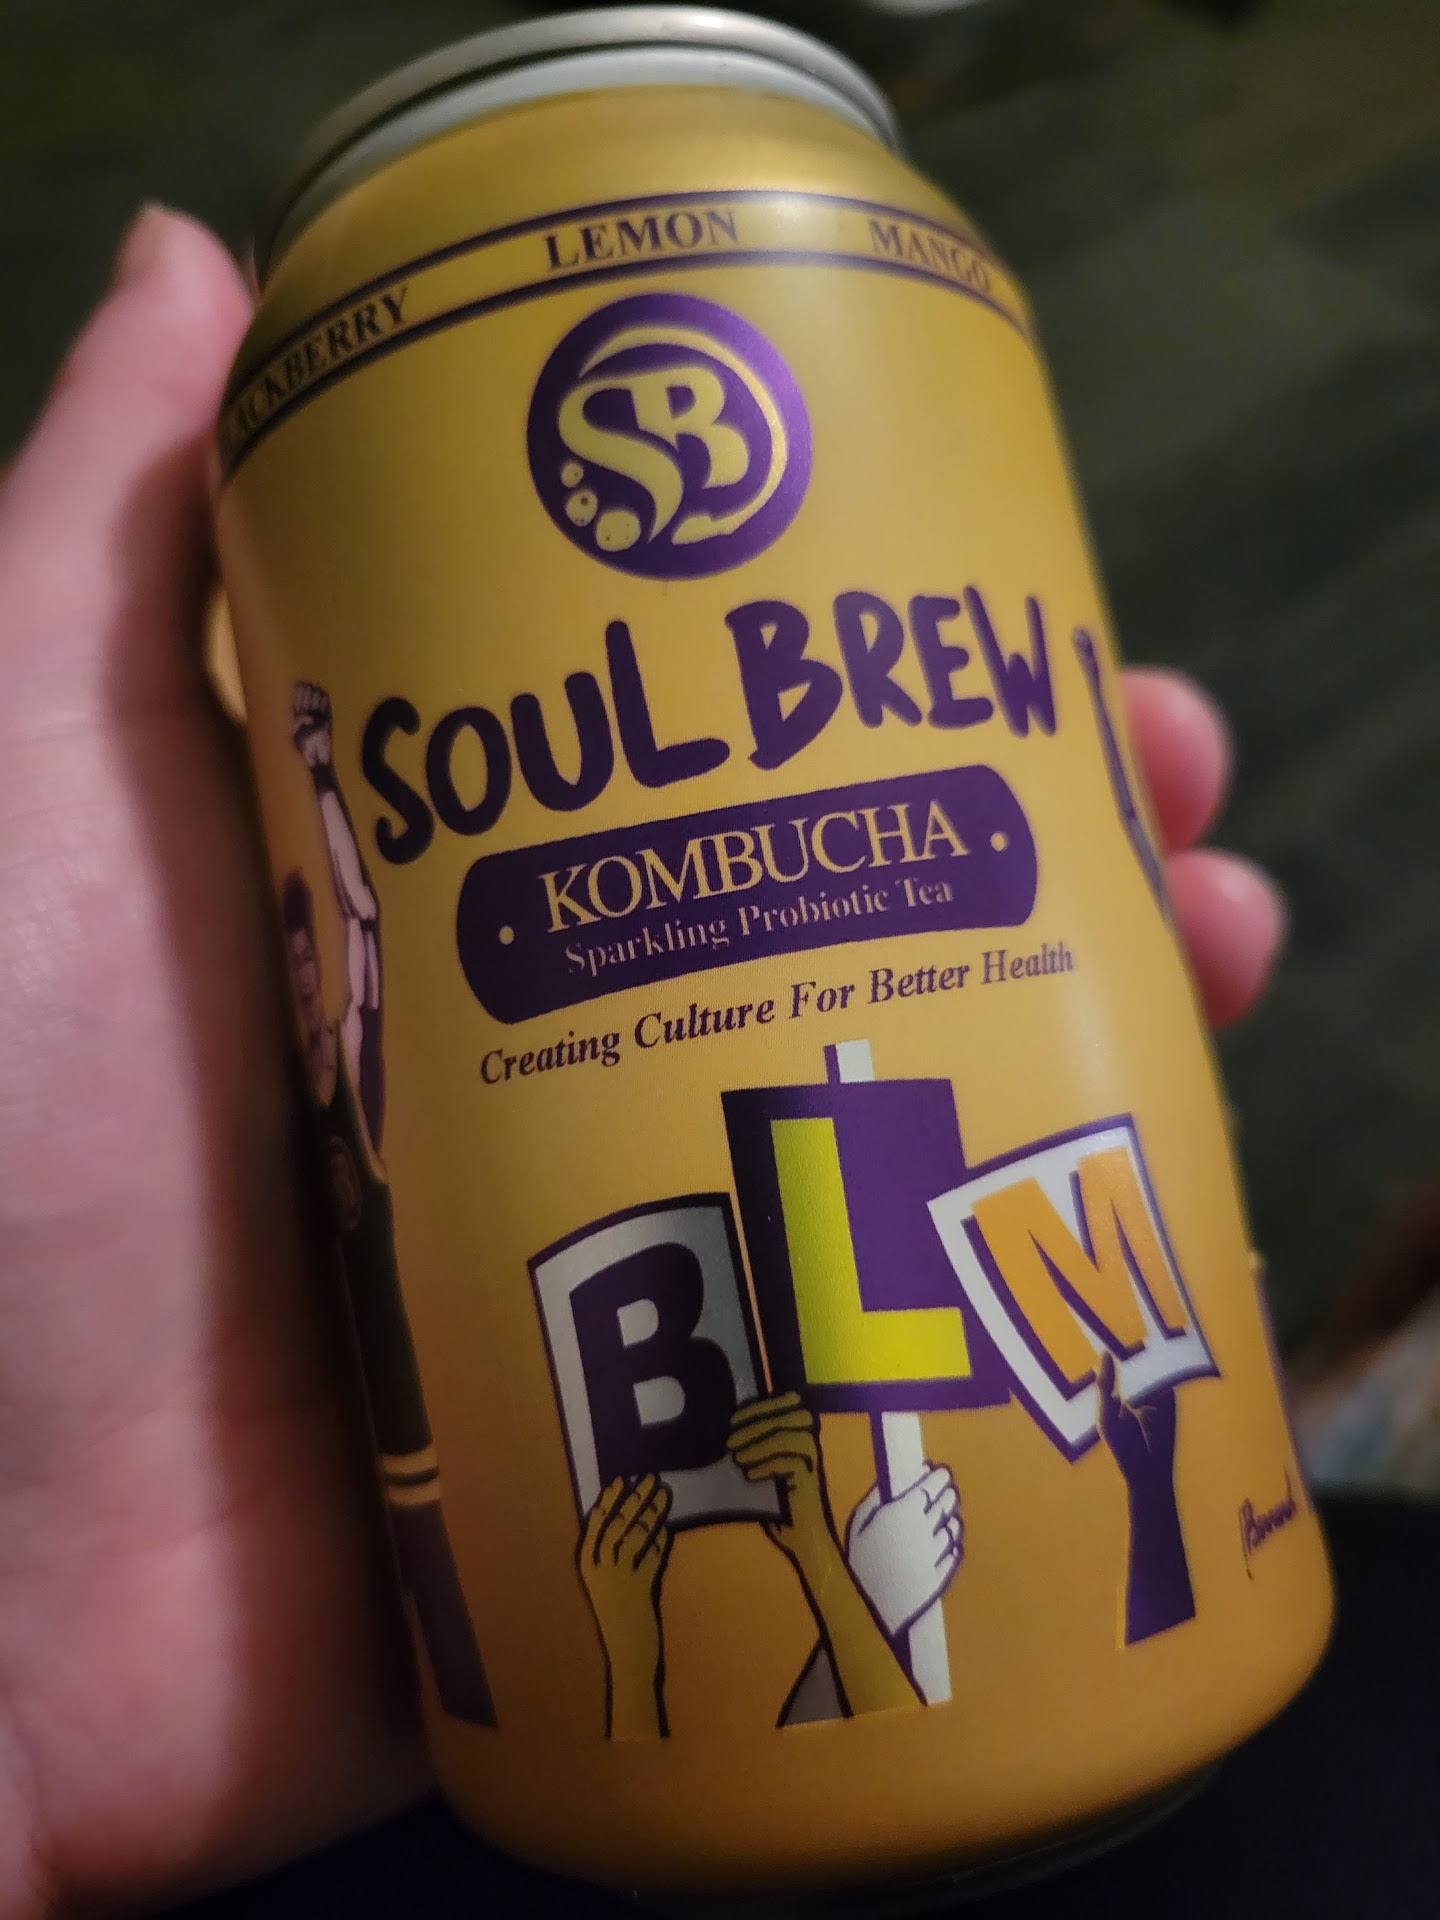 LEMON
MANGO
SB
SOUL BREW
• KOMBUCHA •
Sparkling Probiotic Tea
Creating Culture For Better Health
B L M